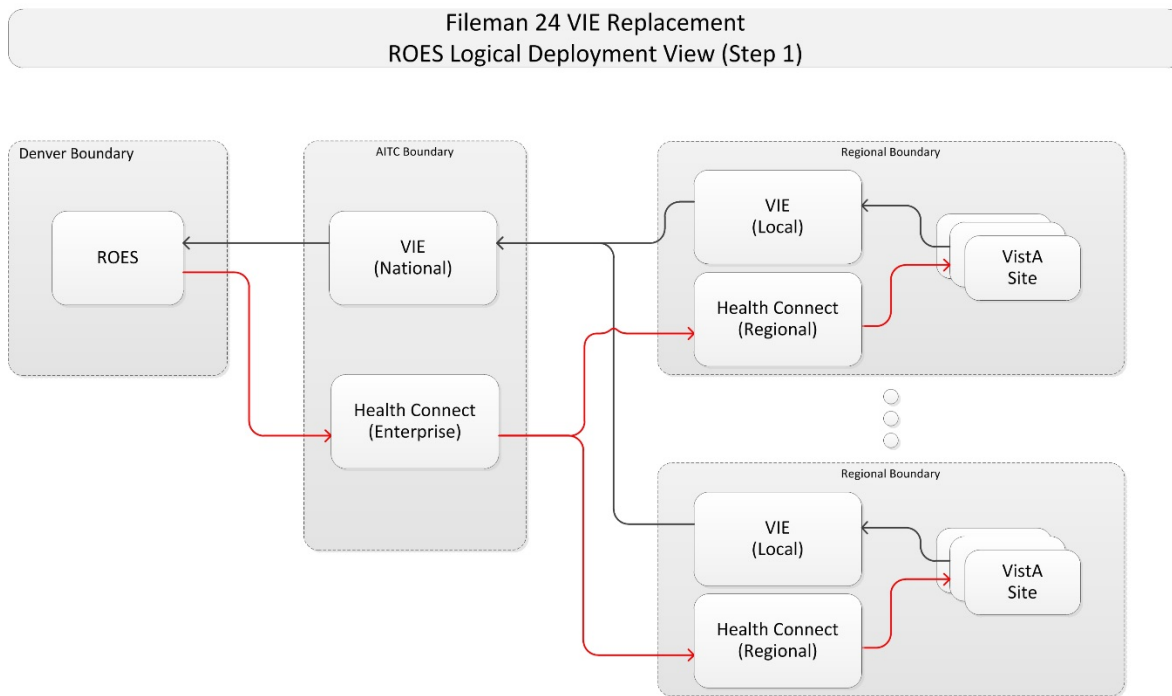 Fileman 24 VIE Replacement
ROES Logical Deployment View (Step 1)
Denver Boundary
AITC Boundary
Regional Boundary
ROES
VIE
(National)
VIE
(Local)
VistA
Site
Health Connect
(Regional)
Health Connect
(Enterprise)
Regional Boundary
VIE
(Local)
VistA
Site
Health Connect
(Regional)